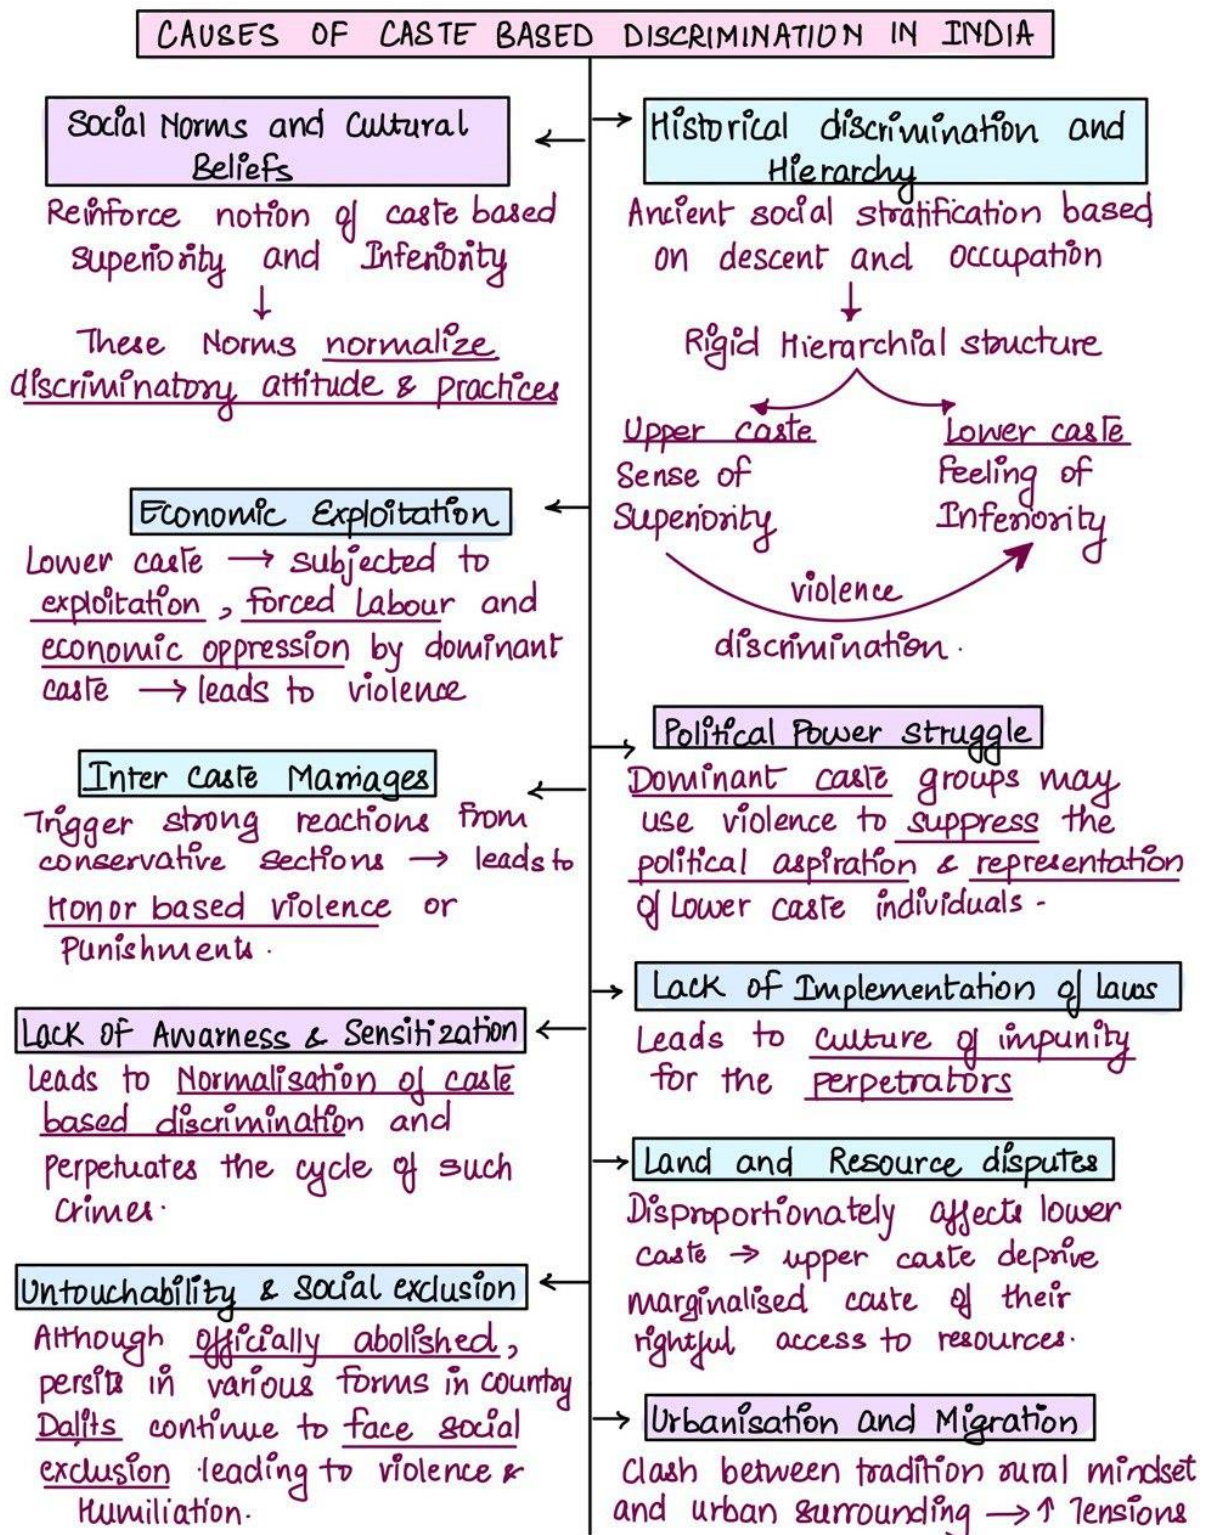 CAUSES OF CASTE BASED DISCRIMINATION IN INDIA
Social Norms and Cultural
Beliefs
Reinforce notion of caste based
superiority and Inferiority
↓
These Norms normalize
discriminatory attitude & practices
Economic Exploitation
Lower caste → subjected to
exploitation, forced Labour and
economic oppression by dominant
caste → leads to violence
Inter Caste Marriages
Trigger strong reactions from
conservative sections → leads to
Honor based violence or
Punishments.
Lack of Awarness & Sensitization
Leads to Normalisation of caste
based discrimination and
perpetuates the cycle of such
crimes.
Untouchability & Social exclusion
Although officially abolished,
persits in various forms in country
Dalits continue to face social
exclusion leading to violence &
Humiliation.
Historical discrimination and
Hierarchy
Ancient social stratification based
on descent and occupation
↓
Rigid Hierarchial structure
Upper caste
Sense of
Superiority
Lower caste
Feeling of
Inferiority
violence
discrimination.
Political Power struggle
Dominant caste groups may
use violence to suppress the
political aspiration & representation
of Lower caste individuals -
Lack of Implementation of laws
Leads to culture of impunity
for the perpetrators
Land and Resource disputes
Disproportionately affects lower
caste → upper caste deprive
marginalised caste of their
rightful access to resources.
Urbanisation and Migration
Clash between tradition rural mindset
and urban surrounding → ↑ Tensions